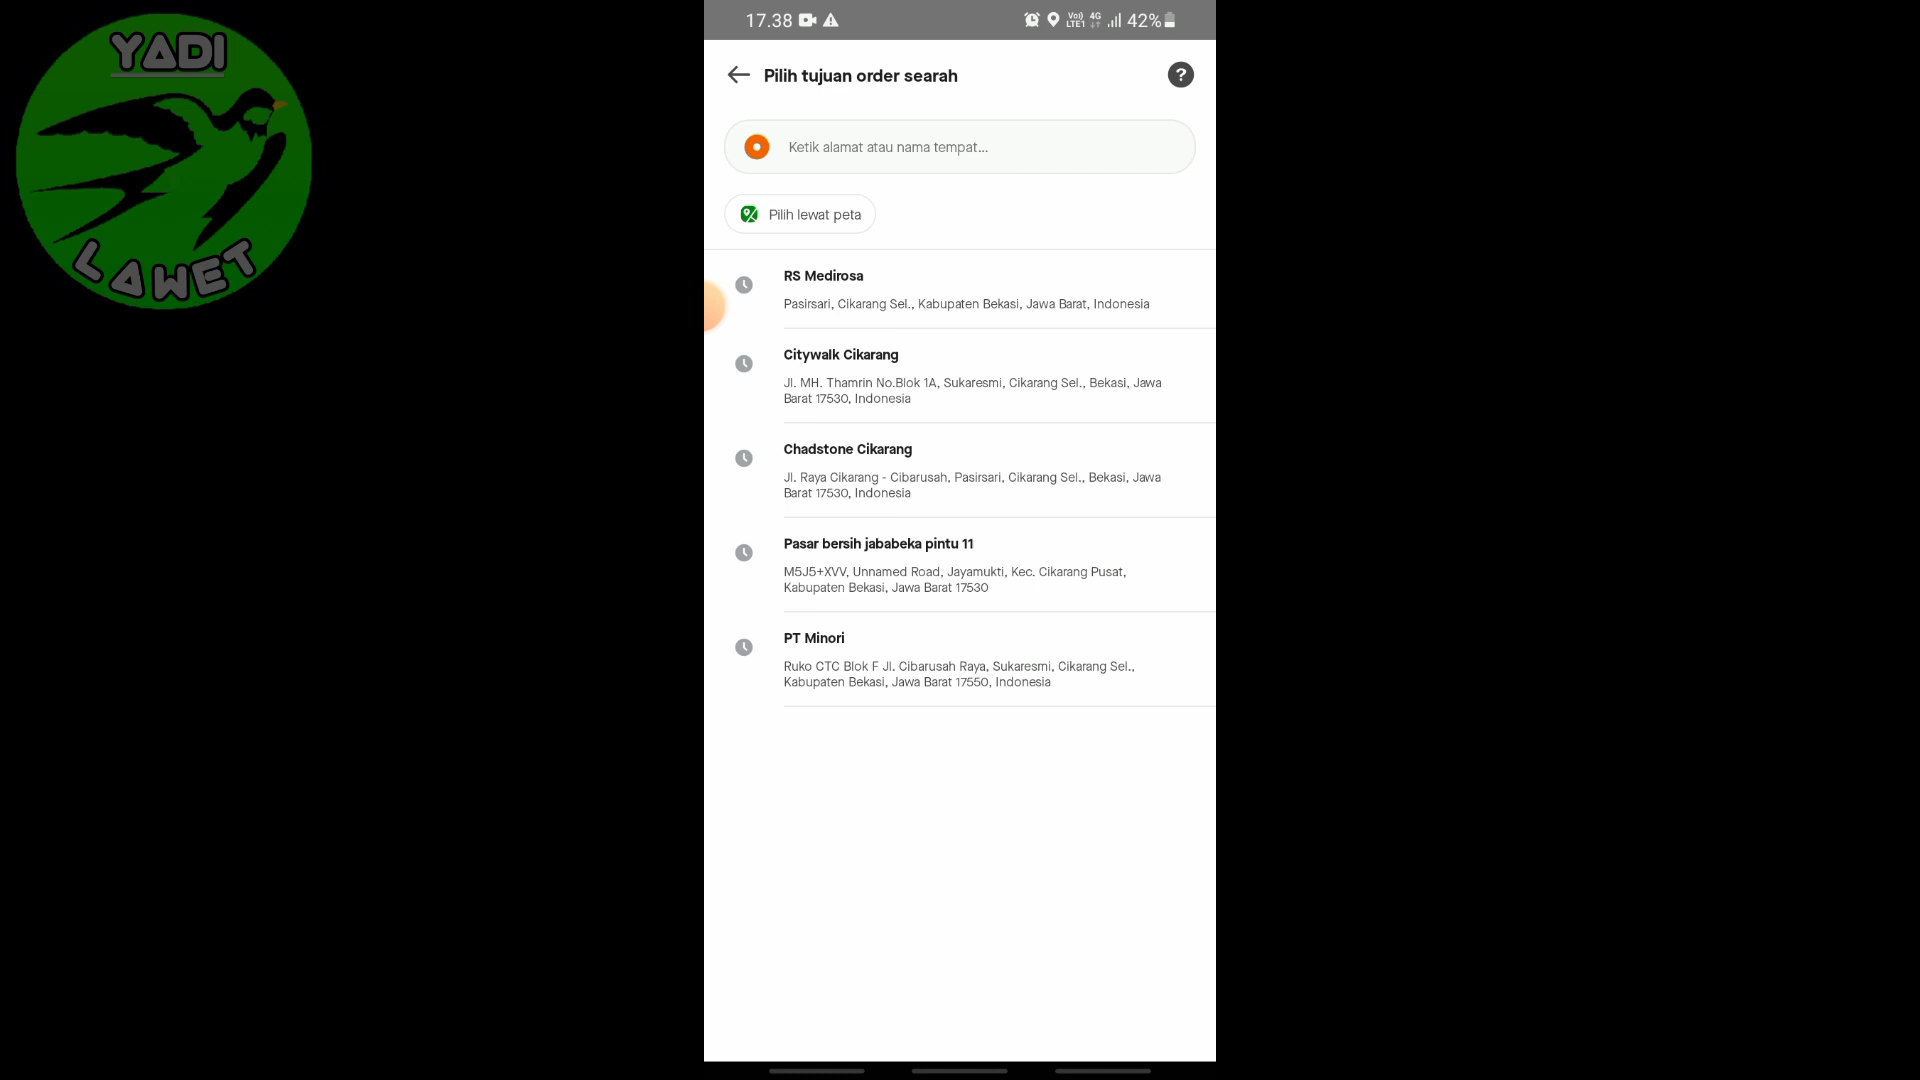 YADI
LAWET
17.38
Vo))
LTE1
4G
42%
Pilih tujuan order searah
?
Ketik alamat atau nama tempat...
Pilih lewat peta
RS Medirosa
Pasirsari, Cikarang Sel., Kabupaten Bekasi, Jawa Barat, Indonesia
Citywalk Cikarang
Jl. MH. Thamrin No.Blok 1A, Sukaresmi, Cikarang Sel., Bekasi, Jawa
Barat 17530, Indonesia
Chadstone Cikarang
Jl. Raya Cikarang - Cibarusah, Pasirsari, Cikarang Sel., Bekasi, Jawa
Barat 17530, Indonesia
Pasar bersih jababeka pintu 11
M5J5+XVV, Unnamed Road, Jayamukti, Kec. Cikarang Pusat,
Kabupaten Bekasi, Jawa Barat 17530
PT Minori
Ruko CTC Blok F Jl. Cibarusah Raya, Sukaresmi, Cikarang Sel.,
Kabupaten Bekasi, Jawa Barat 17550, Indonesia